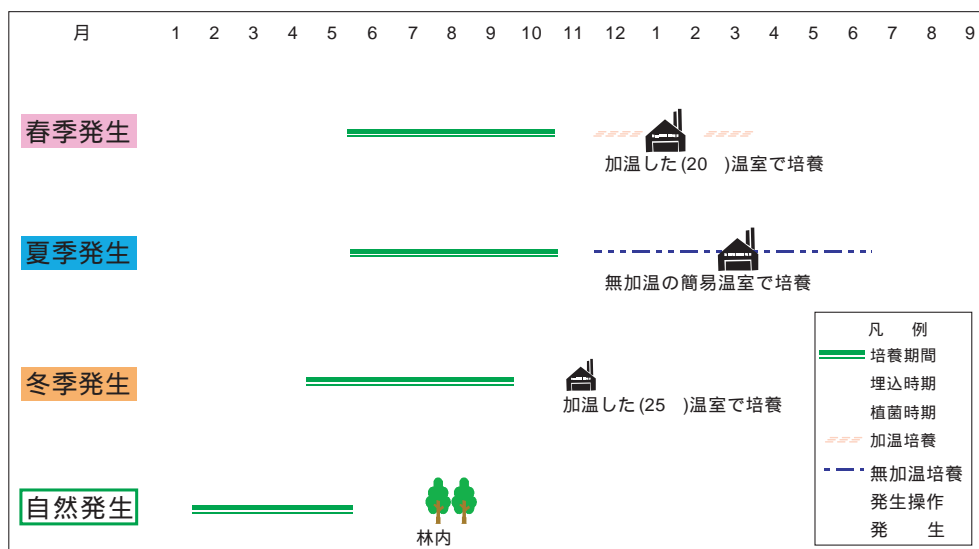 月 1 2 3 4 5 6 7 8 9 10 11 12 1 2 3 4 5 6 7 8 9
春季発生
加温した(20　)温室で培養
夏季発生
無加温の簡易温室で培養
冬季発生
加温した(25　)温室で培養
自然発生
林内
凡　例
培養期間
埋込時期
植菌時期
加温培養
無加温培養
発生操作
発　　生